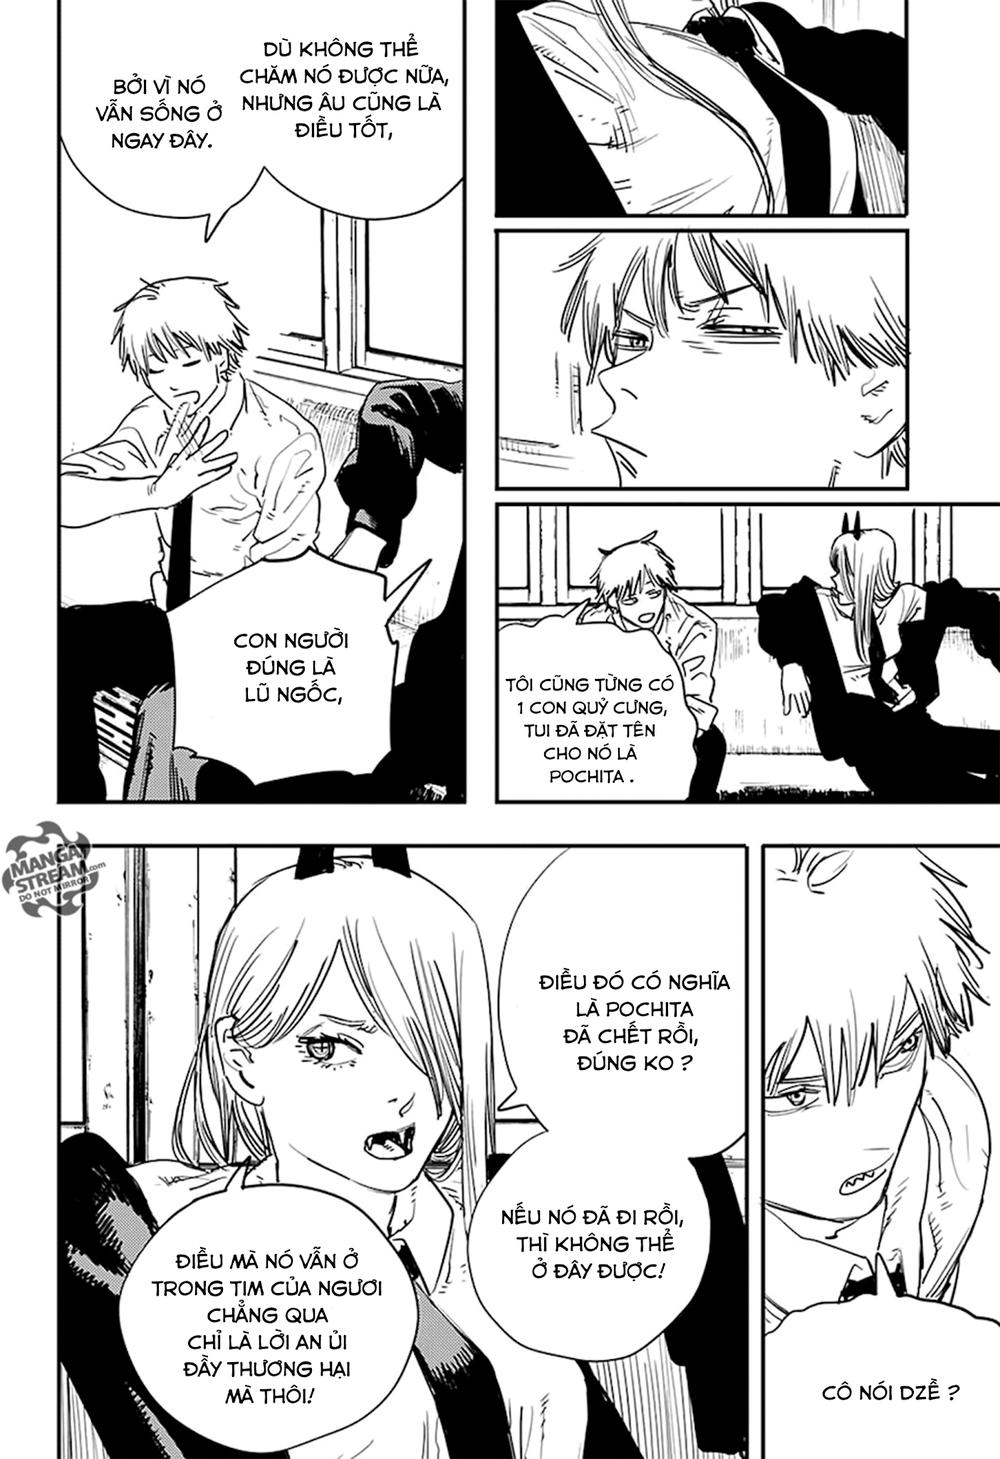 TÔI CŨNG TỪNG CÓ
1 CON QUỶ CƯNG,
TUI ĐÃ ĐẶT TÊN
CHO NÓ LÀ
POCHITA .
DÙ KHÔNG THỂ
CHĂM NÓ ĐƯỢC NỮA,
NHƯNG ÂU CŨNG LÀ
ĐIỀU TỐT,
BỞI VÌ NÓ
VẪN SỐNG Ở
NGAY ĐÂY.
CON NGƯỜI
ĐÚNG LÀ
LŨ NGỐC,
CÔ NÓI DZỀ ?
ĐIỀU ĐÓ CÓ NGHĨA
LÀ POCHITA
ĐÃ CHẾT RỒI,
ĐÚNG KO ?
NẾU NÓ ĐÃ ĐI RỒI,
THÌ KHÔNG THỂ
Ở ĐÂY ĐƯỢC!
ĐIỀU MÀ NÓ VẪN Ở
TRONG TIM CỦA NGƯƠI
CHẲNG QUA
CHỈ LÀ LỜI AN ỦI
ĐẦY THƯƠNG HẠI
MÀ THÔI!
MANGA
STREAM.com
DO NOT MIRROR!